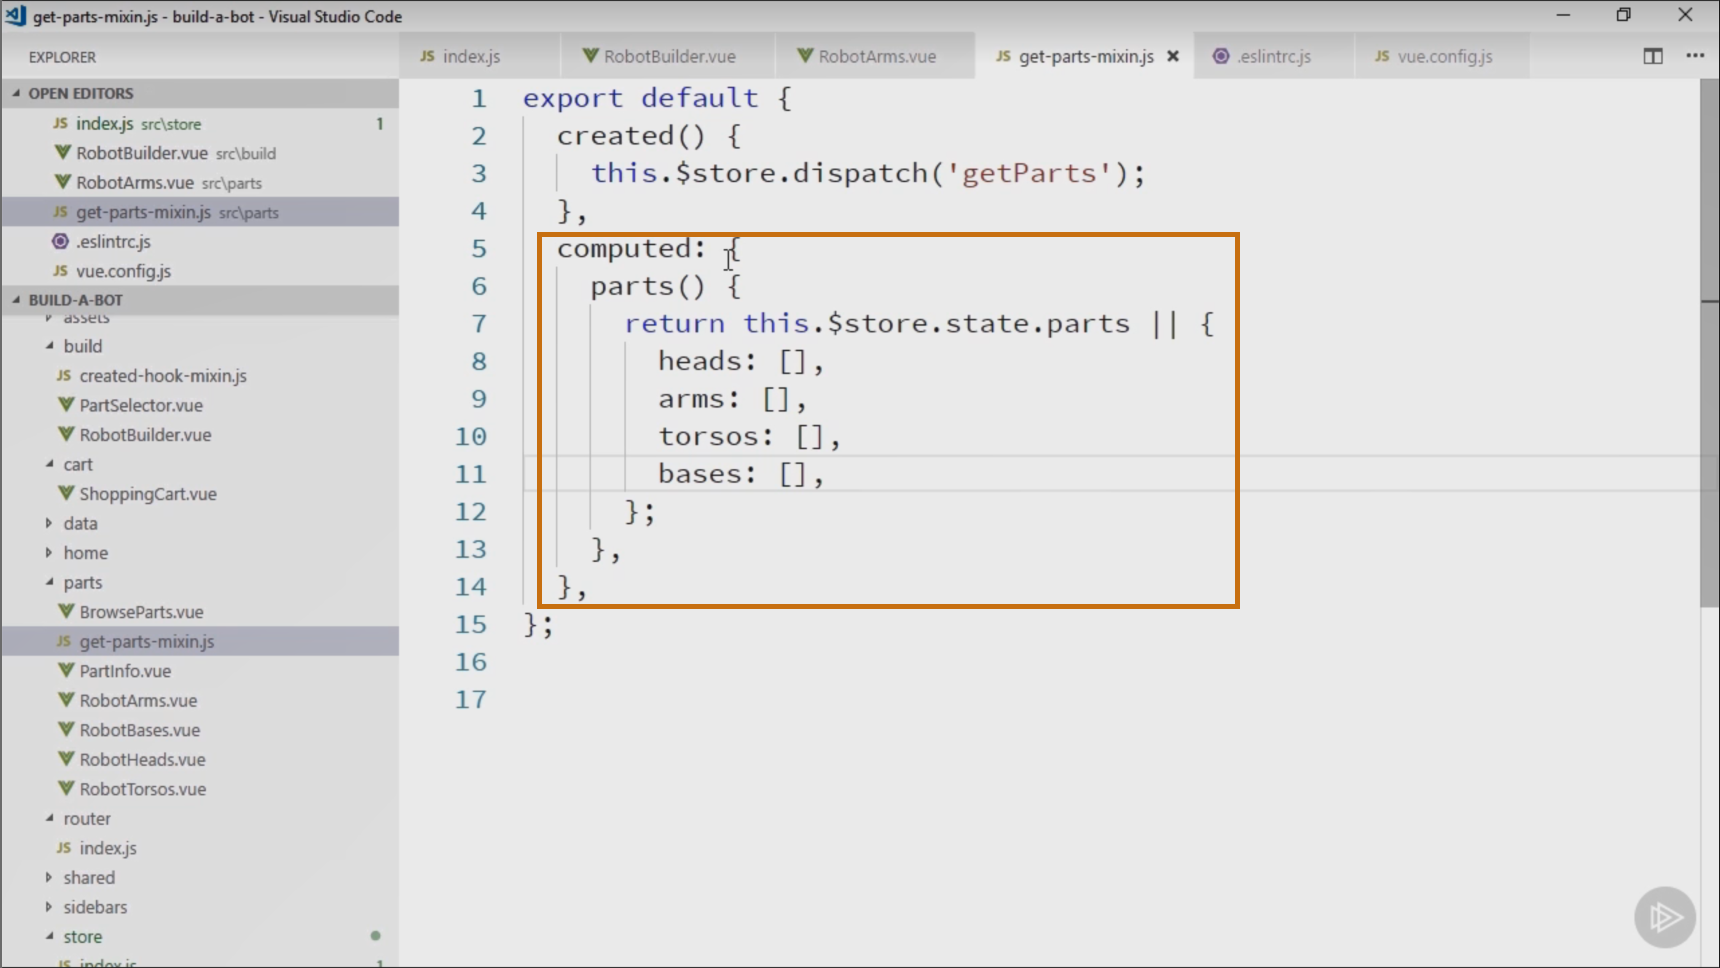 get-parts-mixin.js - build-a-bot - Visual Studio Code
EXPLORER
OPEN EDITORS
JS index.js src\store 1
RobotBuilder.vue src\build
RobotArms.vue src\parts
JS get-parts-mixin.js src\parts
.eslintrc.js
JS vue.config.js
BUILD-A-BOT
assets
build
JS created-hook-mixin.js
PartSelector.vue
RobotBuilder.vue
cart
ShoppingCart.vue
data
home
parts
BrowseParts.vue
JS get-parts-mixin.js
PartInfo.vue
RobotArms.vue
RobotBases.vue
RobotHeads.vue
RobotTorsos.vue
router
JS index.js
shared
sidebars
store
JS index.js 1
JS index.js
RobotBuilder.vue
RobotArms.vue
JS get-parts-mixin.js
.eslintrc.js
JS vue.config.js
1 export default {
2 created() {
3 this.$store.dispatch('getParts');
4 },
5 computed: {
6 parts() {
7 return this.$store.state.parts || {
8 heads: [],
9 arms: [],
10 torsos: [],
11 bases: [],
12 };
13 },
14 },
15 };
16
17